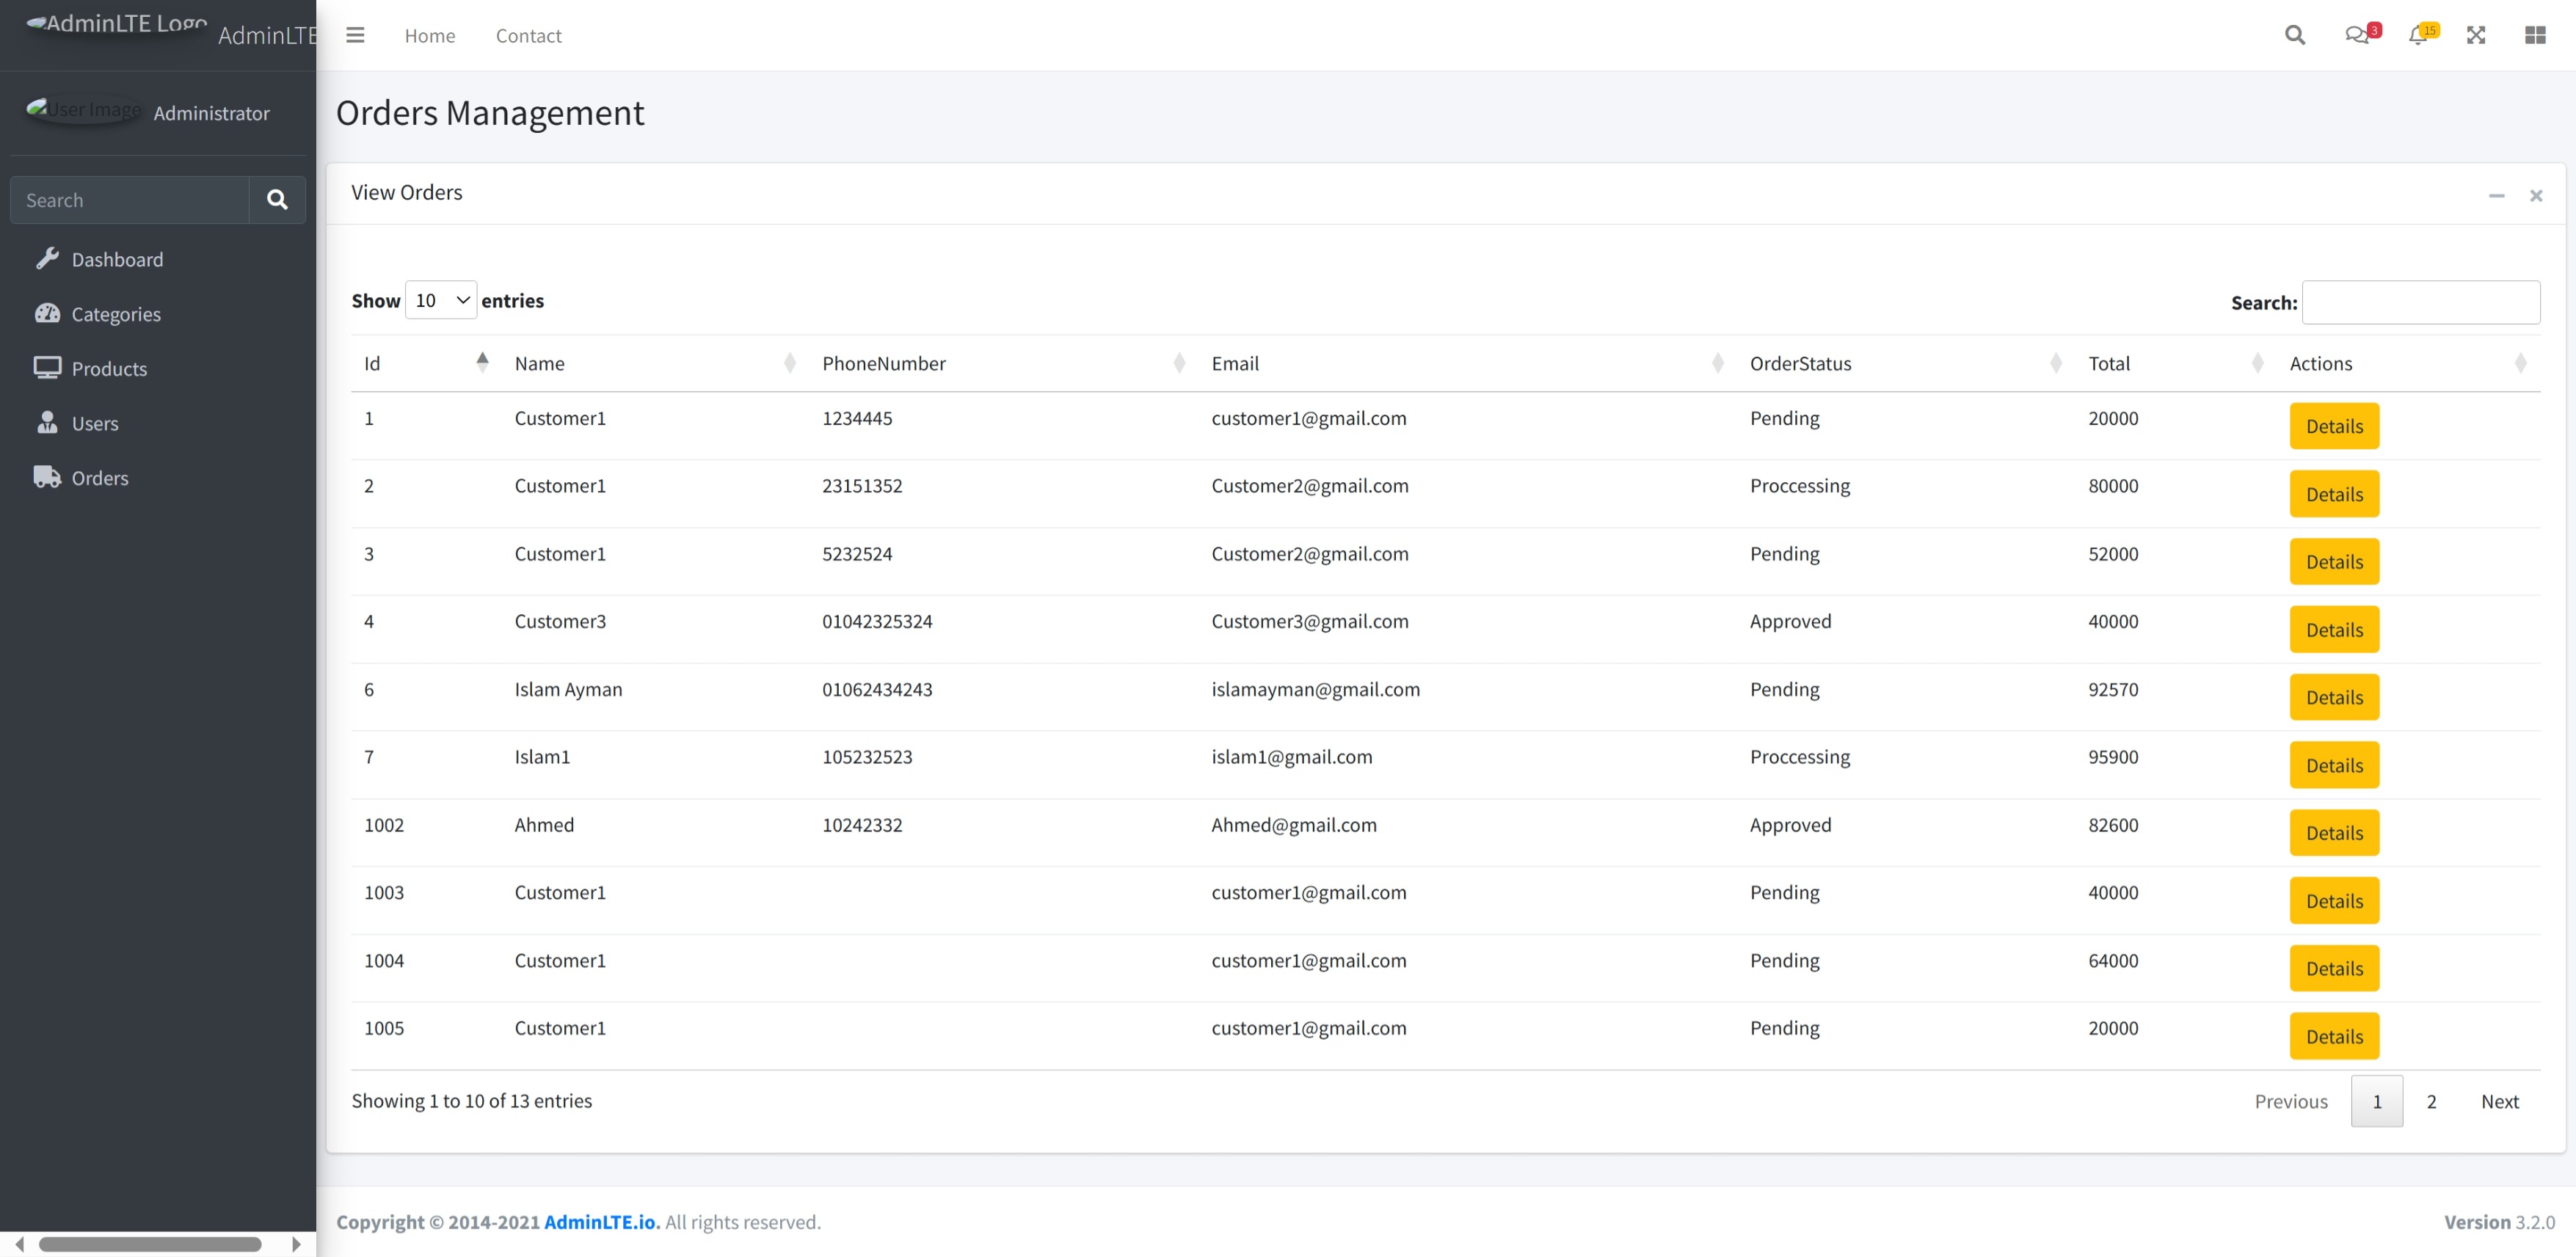 AdminLTE Logo AdminLTE
Home Contact 3 15
User Image Administrator
Search
Dashboard
Categories
Products
Users
Orders
Orders Management
View Orders
Show 10 entries Search:
Id Name PhoneNumber Email OrderStatus Total Actions
1 Customer1 1234445 customer1@gmail.com Pending 20000 Details
2 Customer1 23151352 Customer2@gmail.com Proccessing 80000 Details
3 Customer1 5232524 Customer2@gmail.com Pending 52000 Details
4 Customer3 01042325324 Customer3@gmail.com Approved 40000 Details
6 Islam Ayman 01062434243 islamayman@gmail.com Pending 92570 Details
7 Islam1 105232523 islam1@gmail.com Proccessing 95900 Details
1002 Ahmed 10242332 Ahmed@gmail.com Approved 82600 Details
1003 Customer1 customer1@gmail.com Pending 40000 Details
1004 Customer1 customer1@gmail.com Pending 64000 Details
1005 Customer1 customer1@gmail.com Pending 20000 Details
Showing 1 to 10 of 13 entries Previous 1 2 Next
Copyright © 2014-2021 AdminLTE.io. All rights reserved. Version 3.2.0